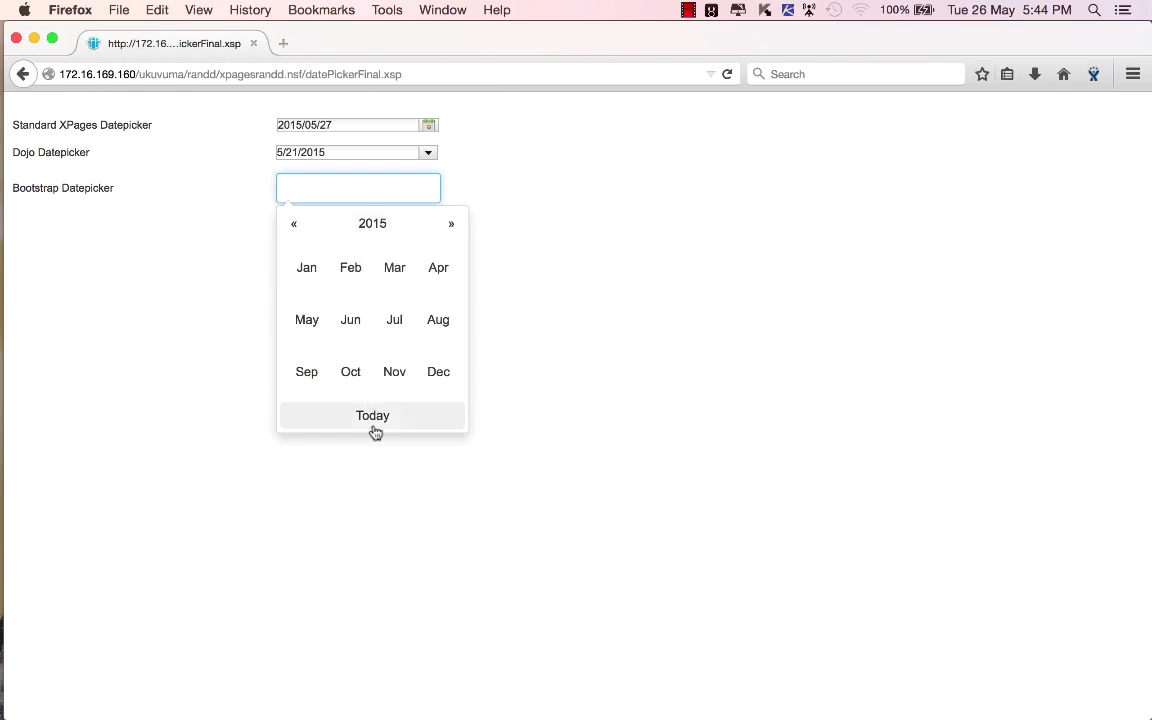 Firefox File Edit View History Bookmarks Tools Window Help 100% Tue 26 May 5:44 PM
http://172.16....ickerFinal.xsp
172.16.169.160/ukuvuma/randd/xpagesrandd.nsf/datePickerFinal.xsp Search
Standard XPages Datepicker 2015/05/27
Dojo Datepicker 5/21/2015
Bootstrap Datepicker
« 2015 »
Jan Feb Mar Apr
May Jun Jul Aug
Sep Oct Nov Dec
Today